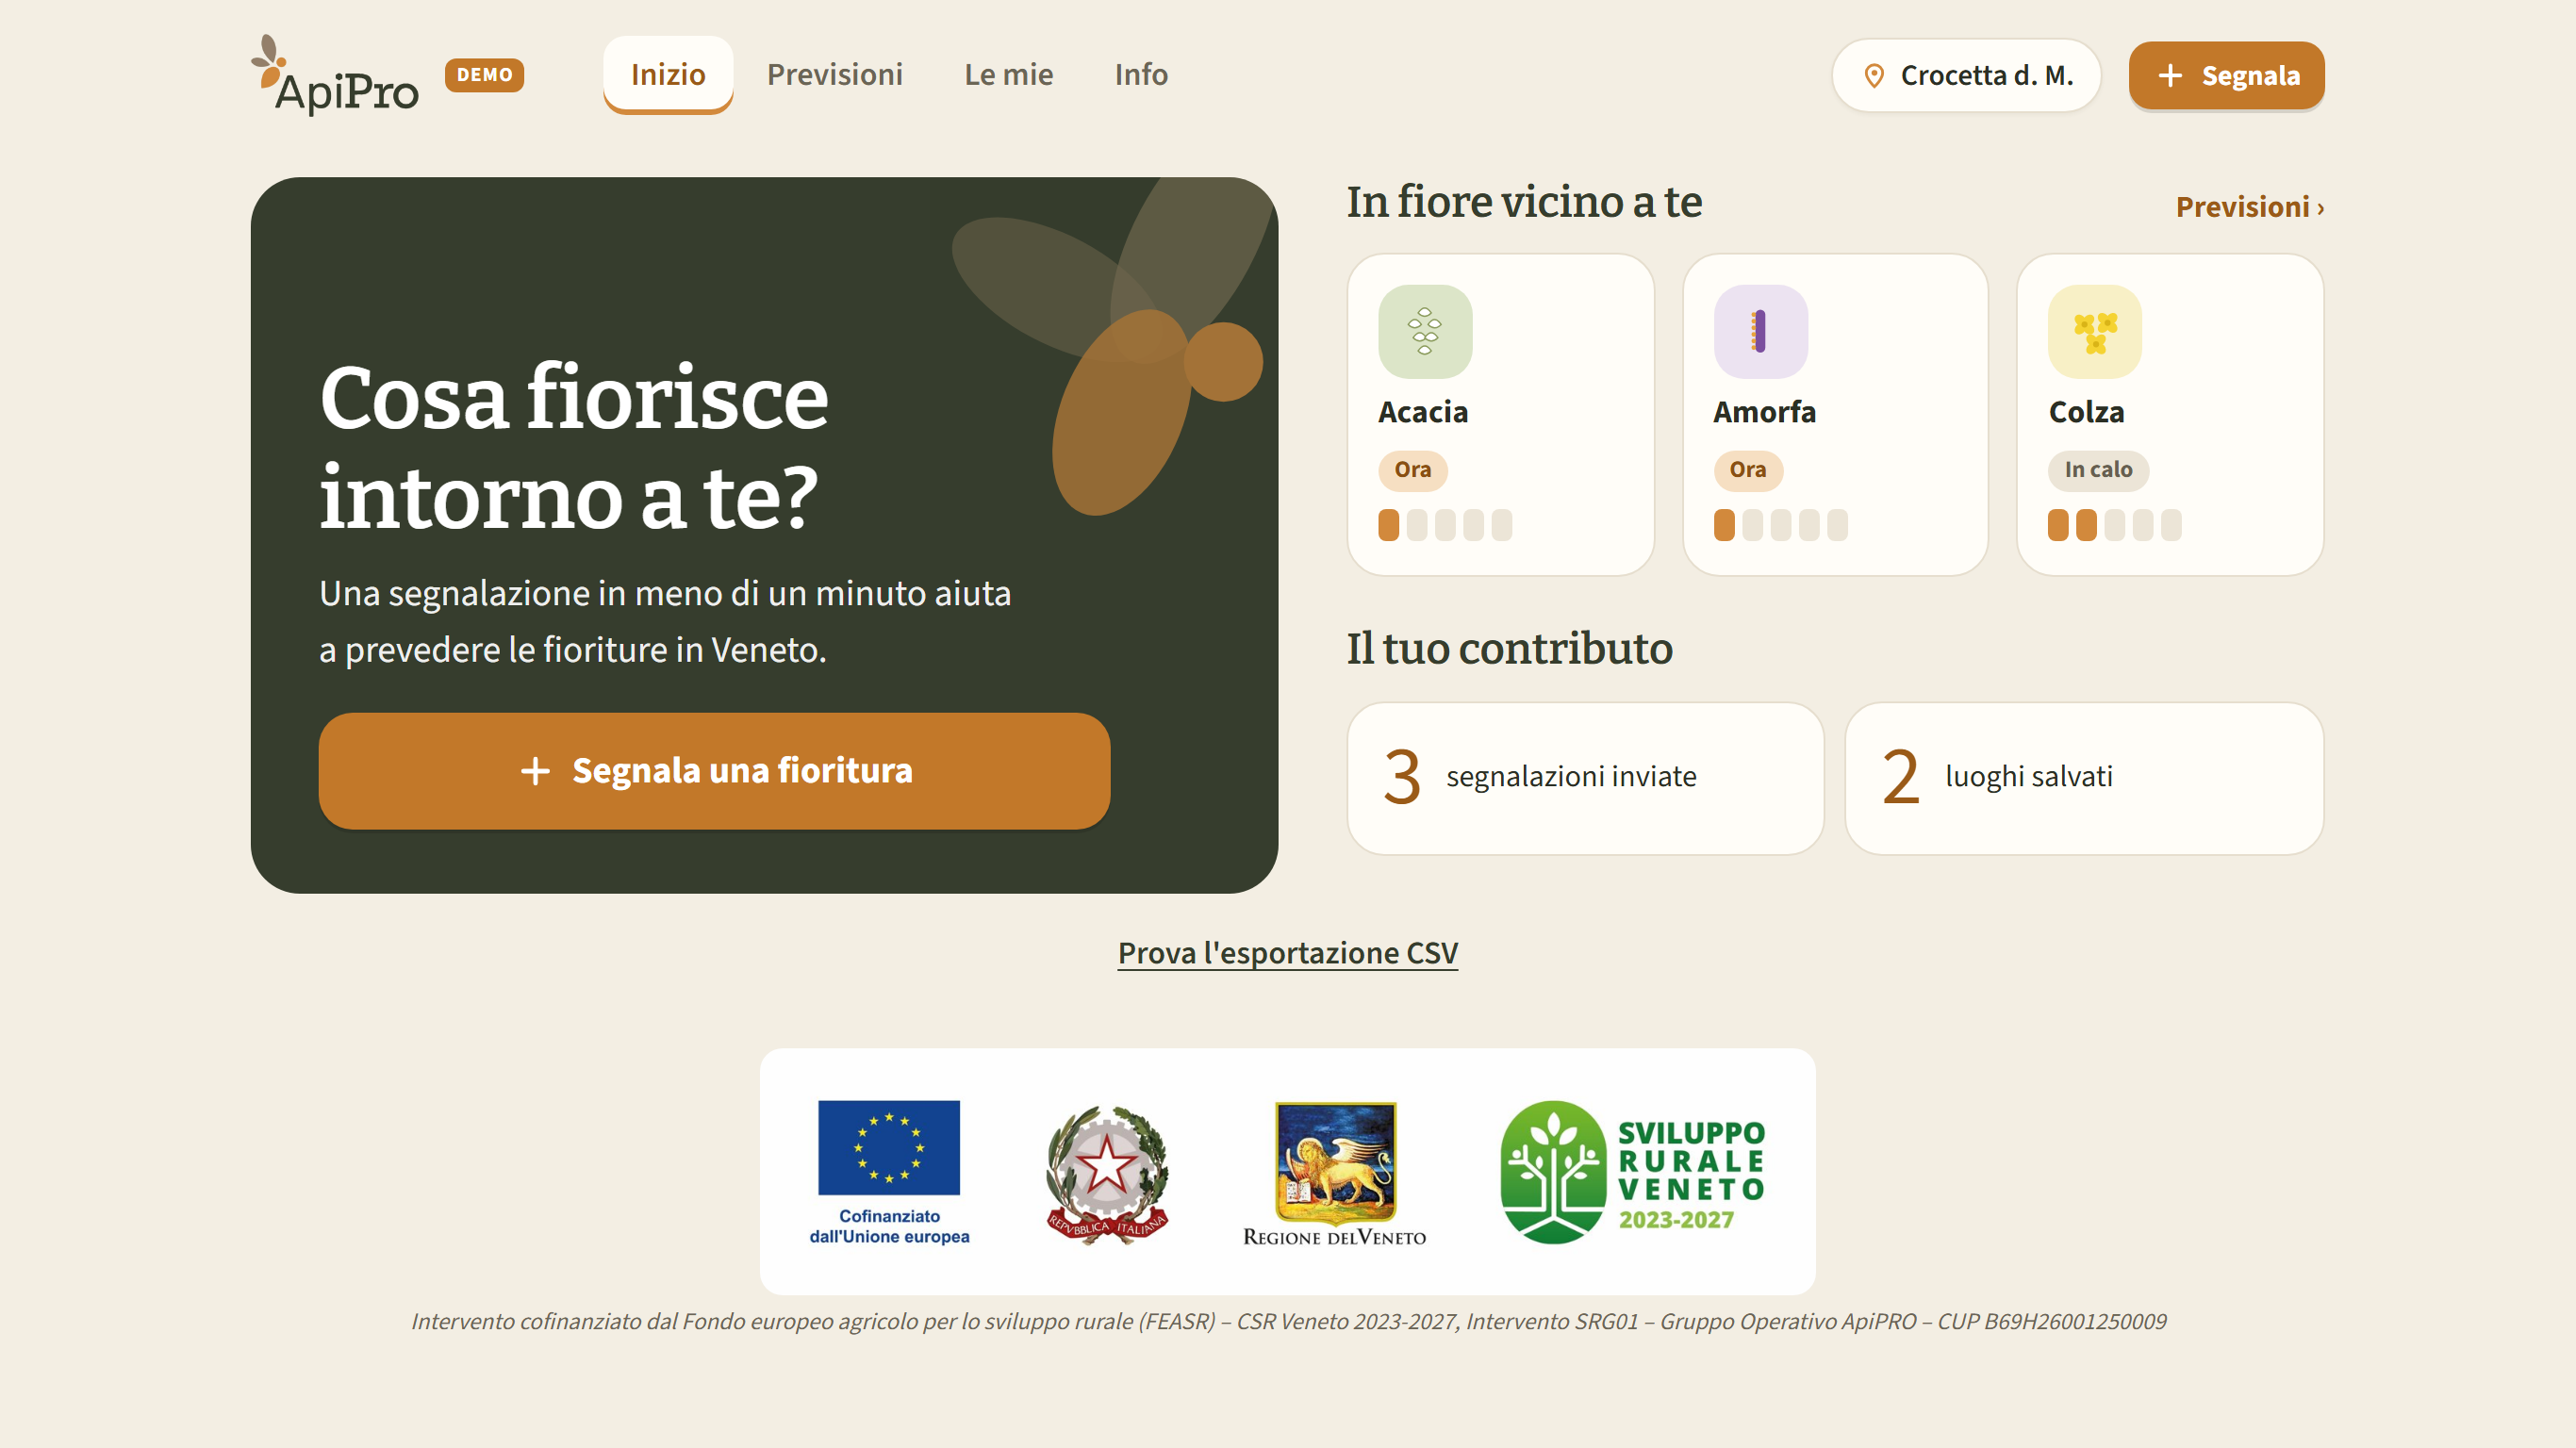 ApiPro
DEMO
Inizio
Previsioni
Le mie
Info
Crocetta d. M.
Segnala
Cosa fiorisce
intorno a te?
Una segnalazione in meno di un minuto aiuta
a prevedere le fioriture in Veneto.
Segnala una fioritura
In fiore vicino a te
Previsioni ›
Acacia
Ora
Amorfa
Ora
Colza
In calo
Il tuo contributo
3 segnalazioni inviate
2 luoghi salvati
Prova l'esportazione CSV
Cofinanziato
dall'Unione europea
REPVBBLICA ITALIANA
REGIONE DEL VENETO
SVILUPPO
RURALE
VENETO
2023-2027
Intervento cofinanziato dal Fondo europeo agricolo per lo sviluppo rurale (FEASR) – CSR Veneto 2023-2027, Intervento SRG01 – Gruppo Operativo ApiPRO – CUP B69H26001250009